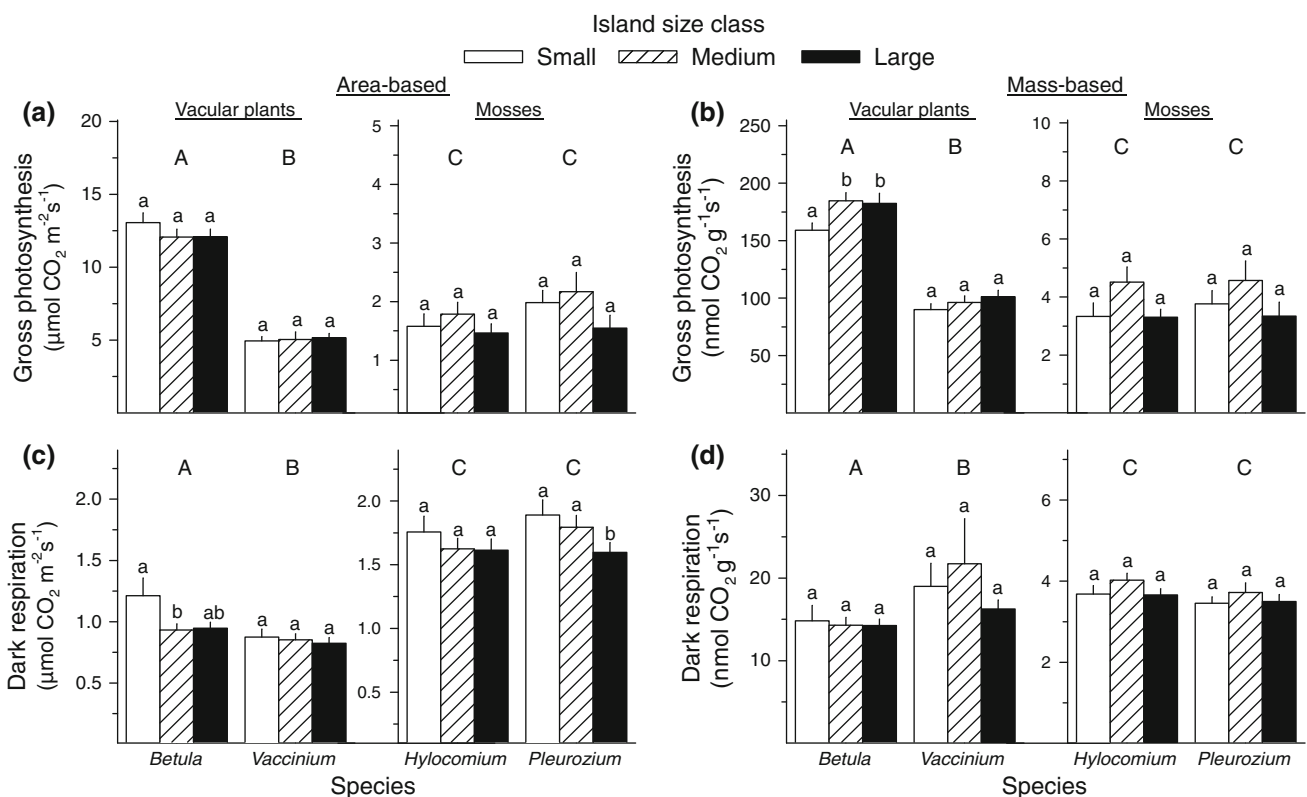 Island size class
Small Medium Large
Area-based
Mass-based
(a)
Vacular plants
Mosses
Gross photosynthesis
(µmol CO2 m-2s-1)
20
15
10
5
A B
a a a a a a
5
4
3
2
1
C C
a a a a a a
(b)
Vacular plants
Mosses
Gross photosynthesis
(nmol CO2 g-1s-1)
250
200
150
100
50
A B
a b b a a a
10
8
6
4
2
C C
a a a a a a
(c)
Dark respiration
(µmol CO2 m-2s-1)
2.0
1.5
1.0
0.5
A B
a b ab a a a
2.0
1.5
1.0
0.5
C C
a a a a a b
Betula Vaccinium Hylocomium Pleurozium
Species
(d)
Dark respiration
(nmol CO2 g-1s-1)
30
20
10
A B
a a a a a a
6
4
2
C C
a a a a a a
Betula Vaccinium Hylocomium Pleurozium
Species